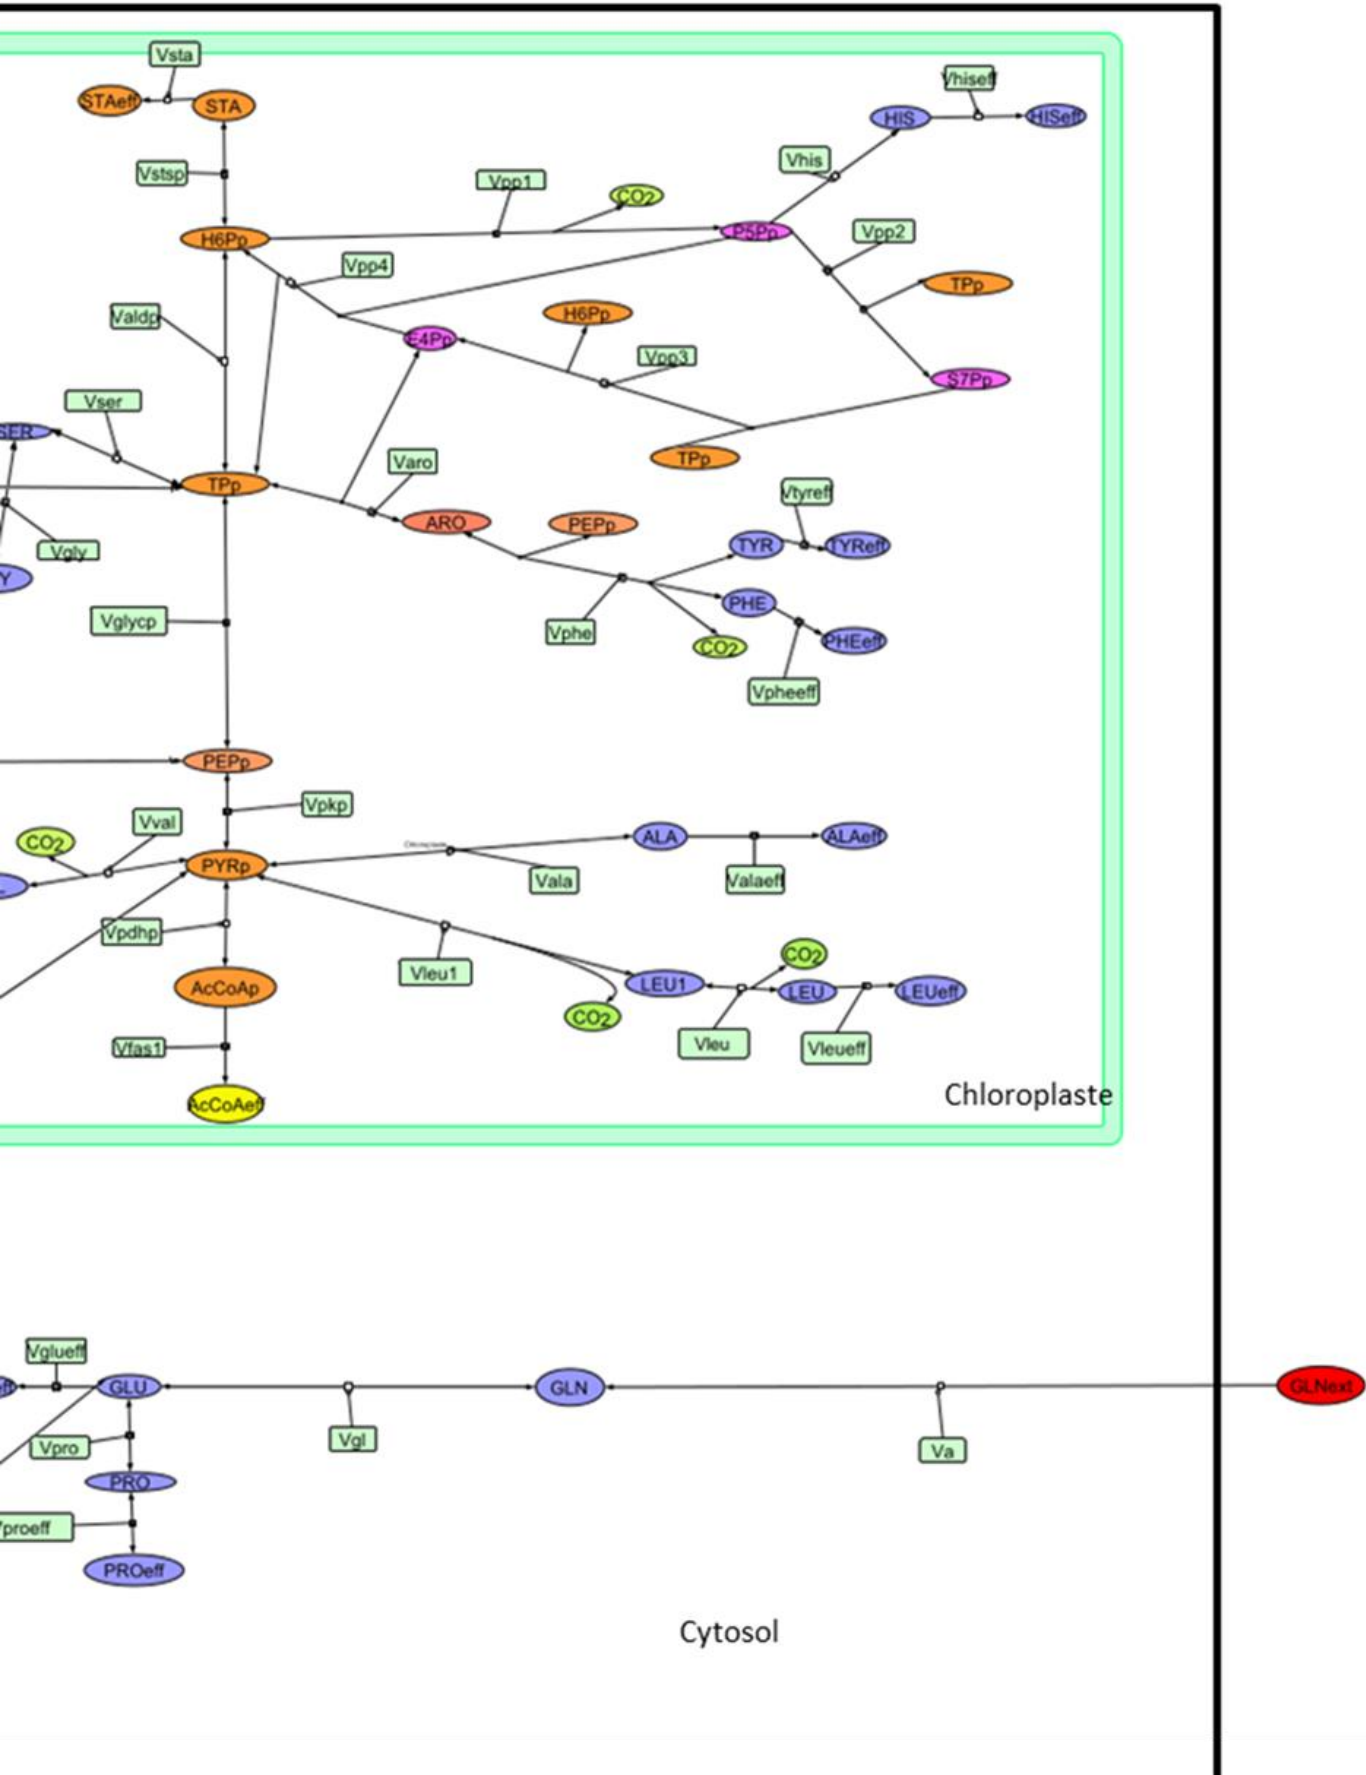 Vsta
STAeff
STA
Vhiseff
HIS
HISeff
Vhis
Vstsp
Vpp1
CO2
H6Pp
P5Pp
Vpp2
Vpp4
TPp
Valdp
H6Pp
E4Pp
Vpp3
S7Pp
Vser
SER
TPp
Varo
TPp
Vtyreff
ARO
PEPp
TYR
TYReff
Vgly
Y
PHE
Vglycp
Vphe
CO2
PHEeff
Vpheeff
PEPp
Vpkp
Vval
CO2
PYRp
ALA
ALAeff
Vala
Valaeff
Vpdhp
Vleu1
CO2
AcCoAp
LEU1
LEU
LEUeff
CO2
Vleu
Vleueff
Vfas1
AcCoAeff
Chloroplaste
Vglueff
GLU
GLN
GLNext
Vpro
Vgl
Va
PRO
Vproeff
PROeff
Cytosol